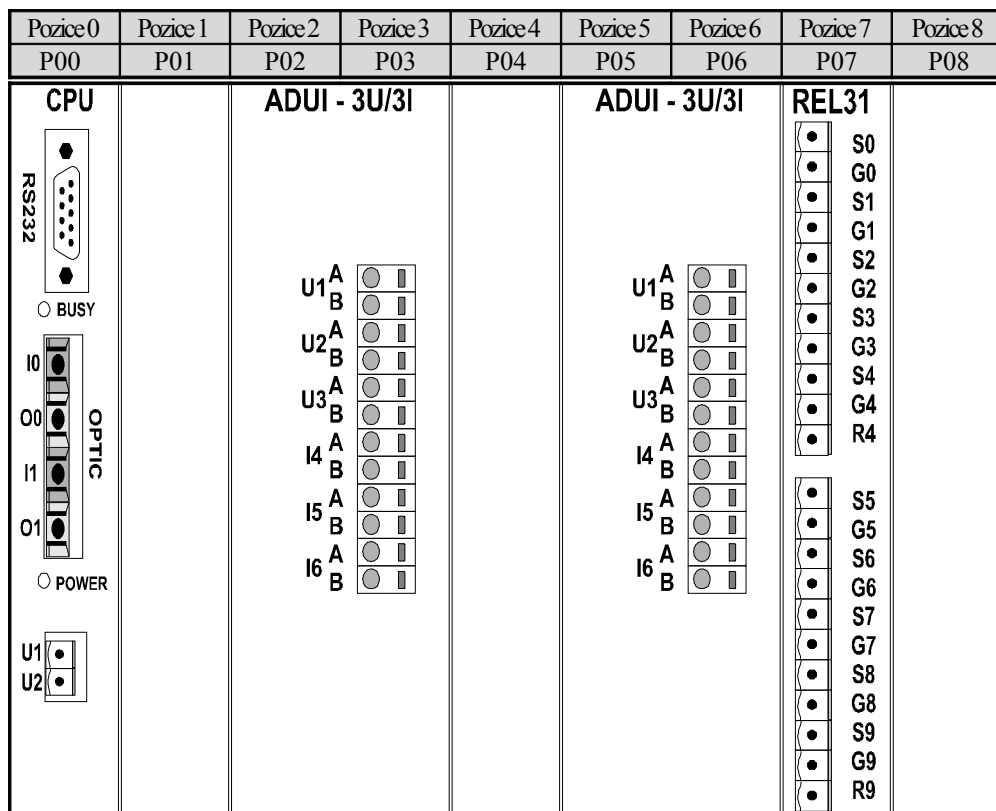 Pozice 0 Pozice 1 Pozice 2 Pozice 3 Pozice 4 Pozice 5 Pozice 6 Pozice 7 Pozice 8
P00 P01 P02 P03 P04 P05 P06 P07 P08
CPU
RS232
BUSY
I0
O0
I1
O1
OPTIC
POWER
U1
U2
ADUI - 3U/3I
U1 A
B
U2 A
B
U3 A
B
I4 A
B
I5 A
B
I6 A
B
ADUI - 3U/3I
U1 A
B
U2 A
B
U3 A
B
I4 A
B
I5 A
B
I6 A
B
REL31
S0
G0
S1
G1
S2
G2
S3
G3
S4
G4
R4
S5
G5
S6
G6
S7
G7
S8
G8
S9
G9
R9